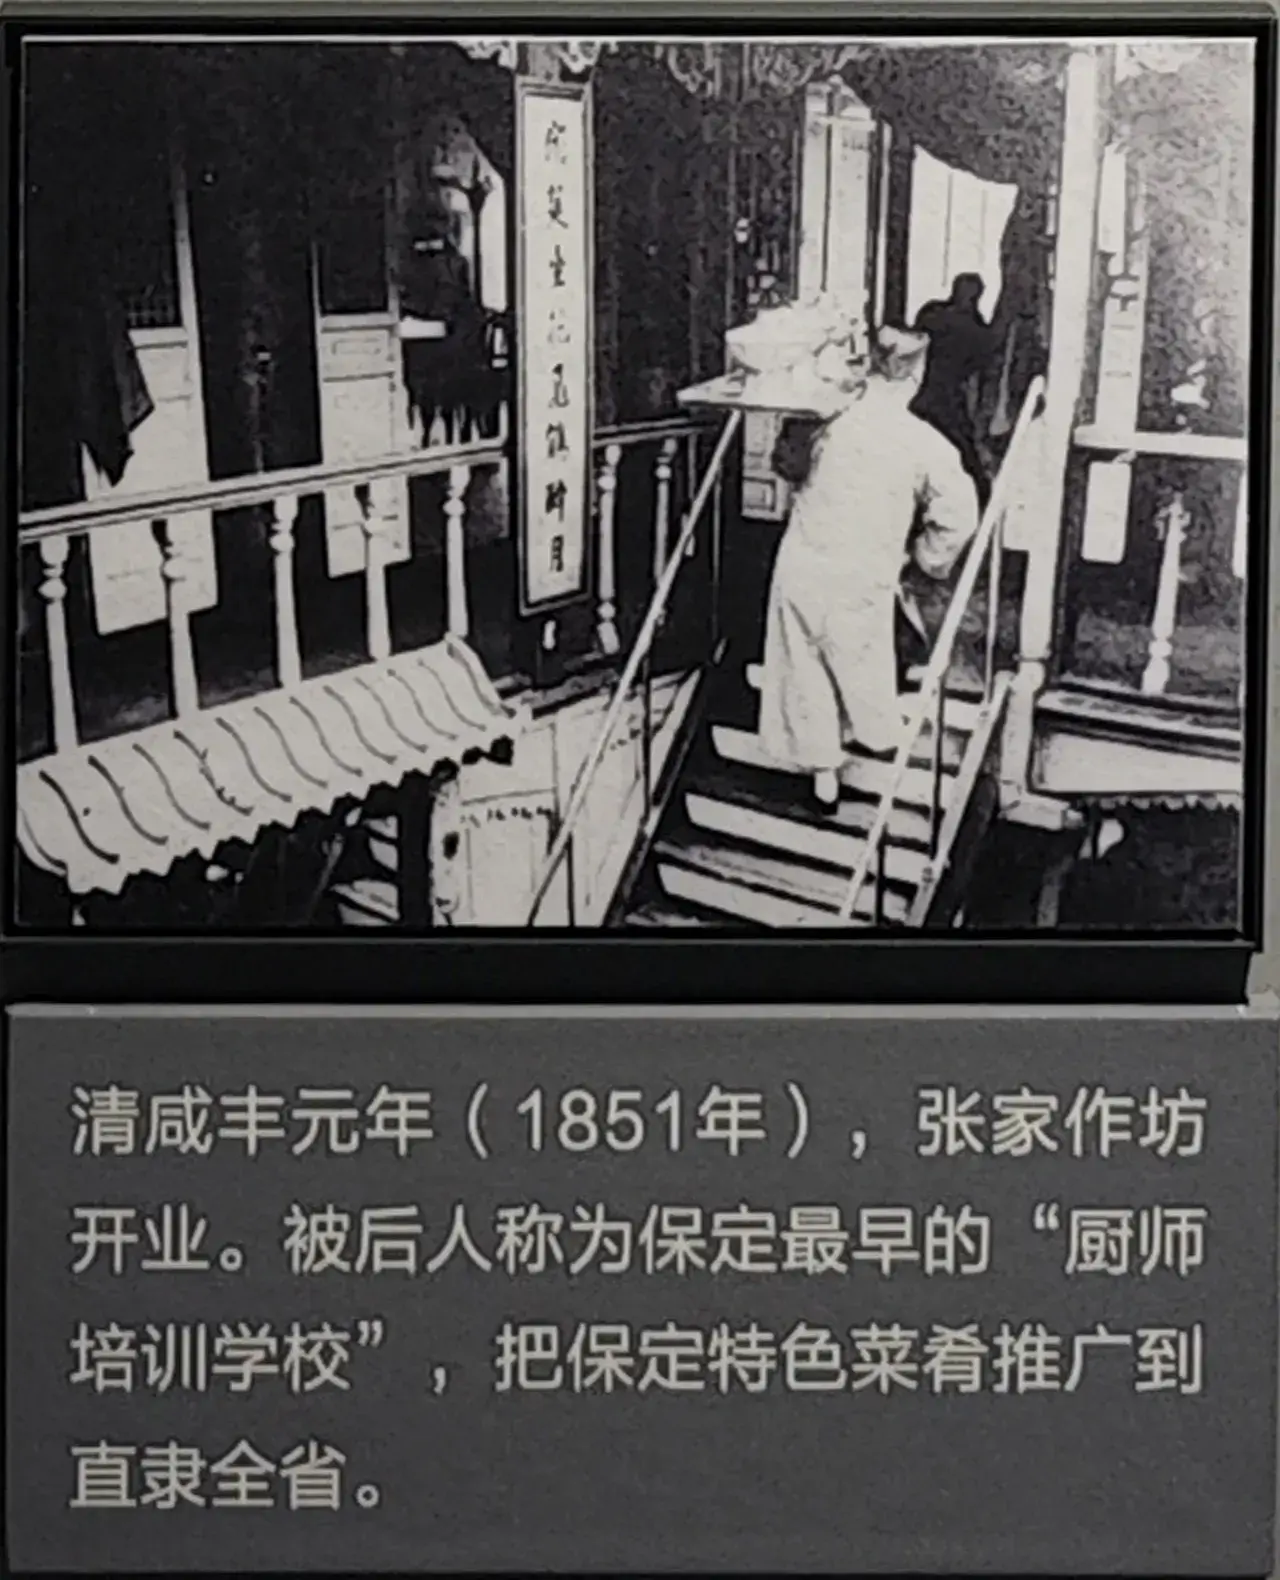 清咸丰元年（1851年），张家作坊
开业。被后人称为保定最早的“厨师
培训学校”，把保定特色菜肴推广到
直隶全省。